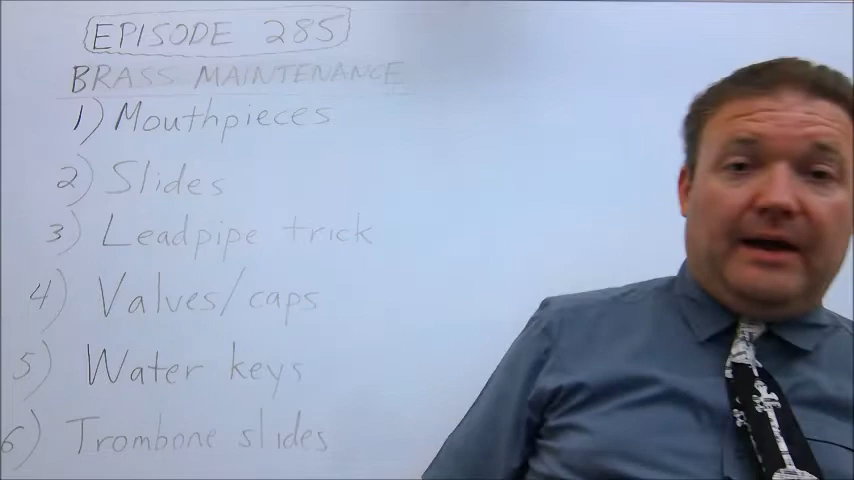 EPISODE 285
BRASS MAINTENANCE
1) Mouthpieces
2) Slides
3) Leadpipe trick
4) Valves/caps
5) Water keys
6) Trombone slides